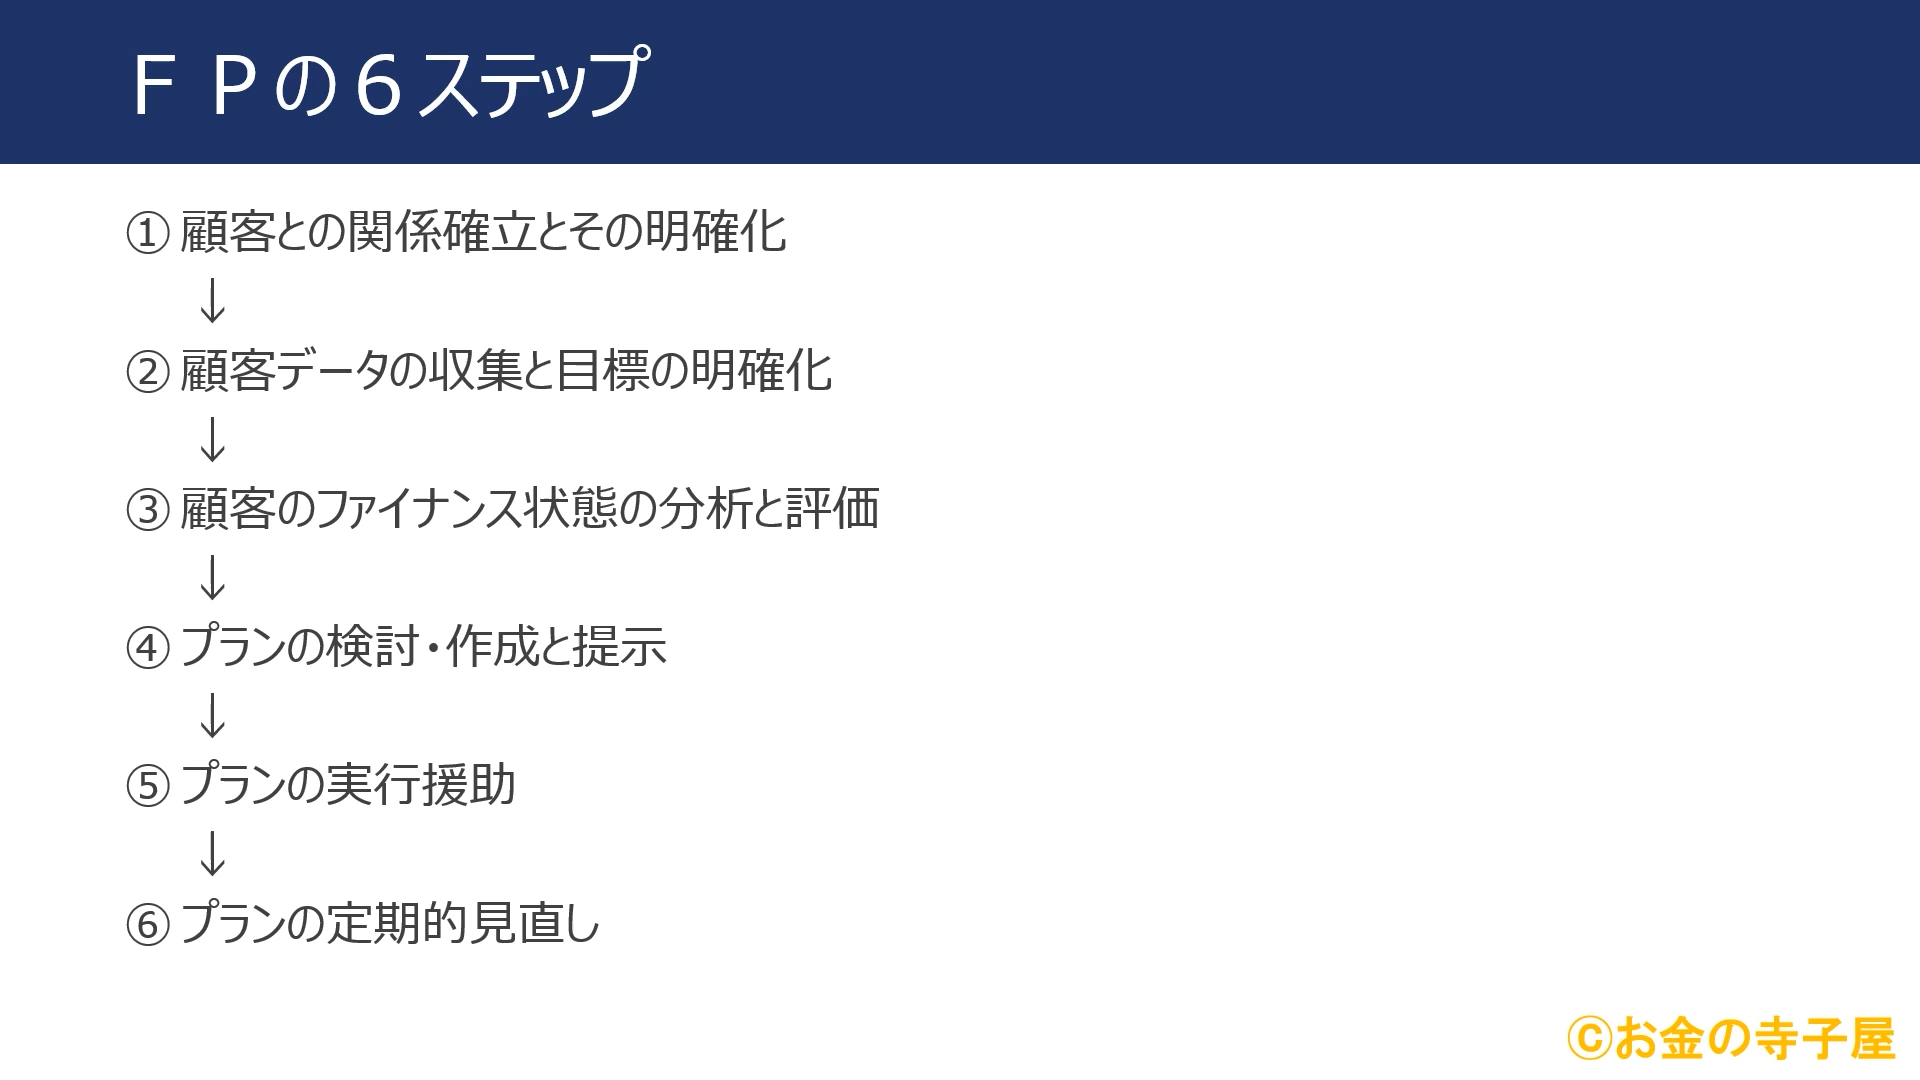 ＦＰの６ステップ
① 顧客との関係確立とその明確化
↓
② 顧客データの収集と目標の明確化
↓
③ 顧客のファイナンス状態の分析と評価
↓
④ プランの検討・作成と提示
↓
⑤ プランの実行援助
↓
⑥ プランの定期的見直し
©お金の寺子屋